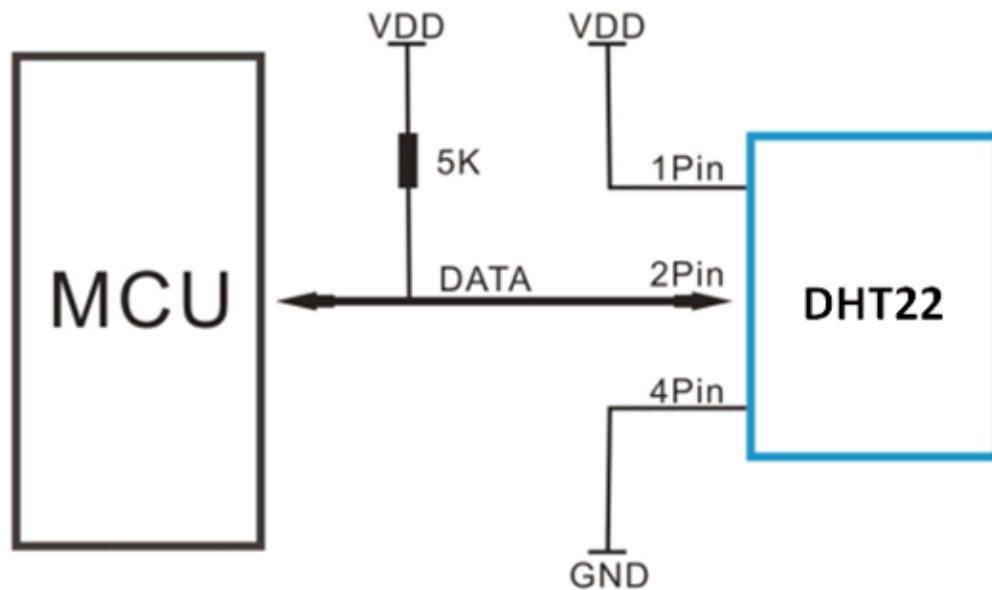 VDD
VDD
5K
1Pin
MCU
DATA
2Pin
DHT22
4Pin
GND